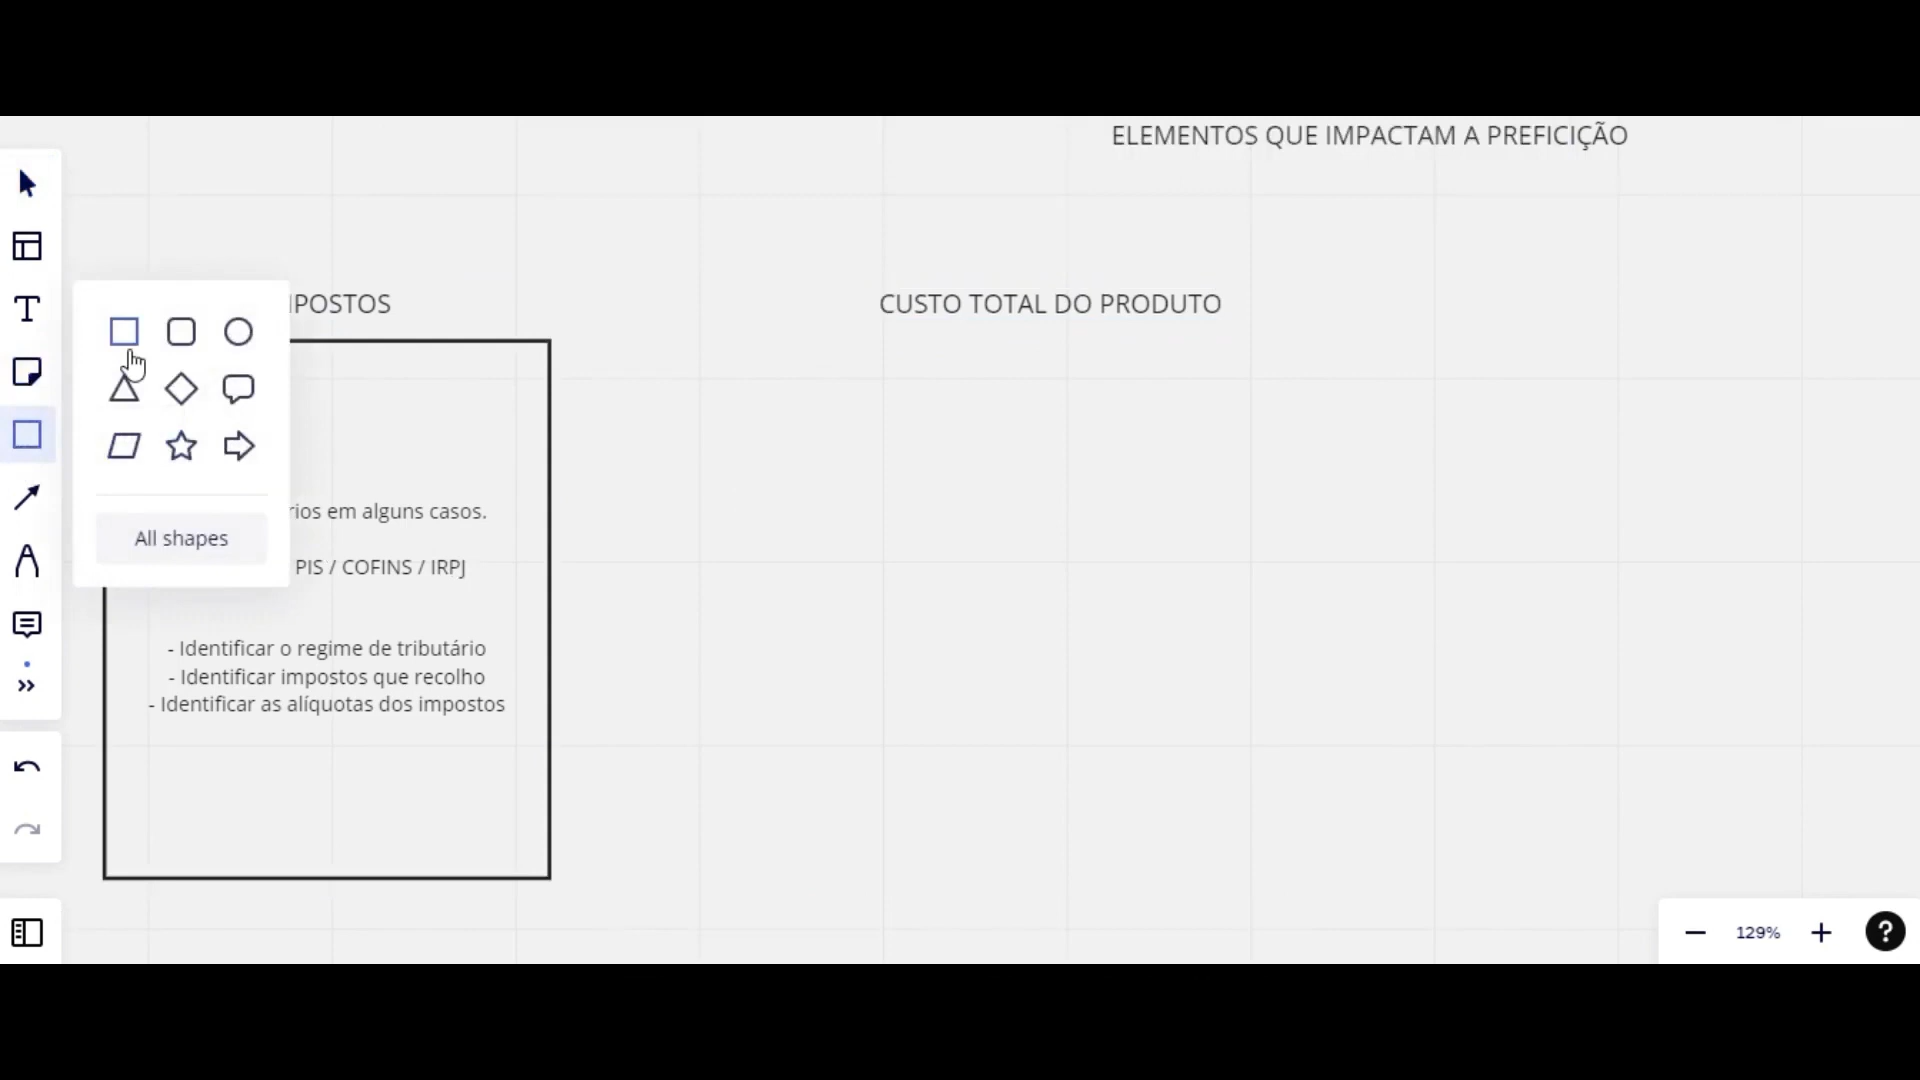 ELEMENTOS QUE IMPACTAM A PREFICIÇÃO
IPOSTOS
CUSTO TOTAL DO PRODUTO
rios em alguns casos.
All shapes
PIS / COFINS / IRPJ
- Identificar o regime de tributário
- Identificar impostos que recolho
- Identificar as alíquotas dos impostos
129%